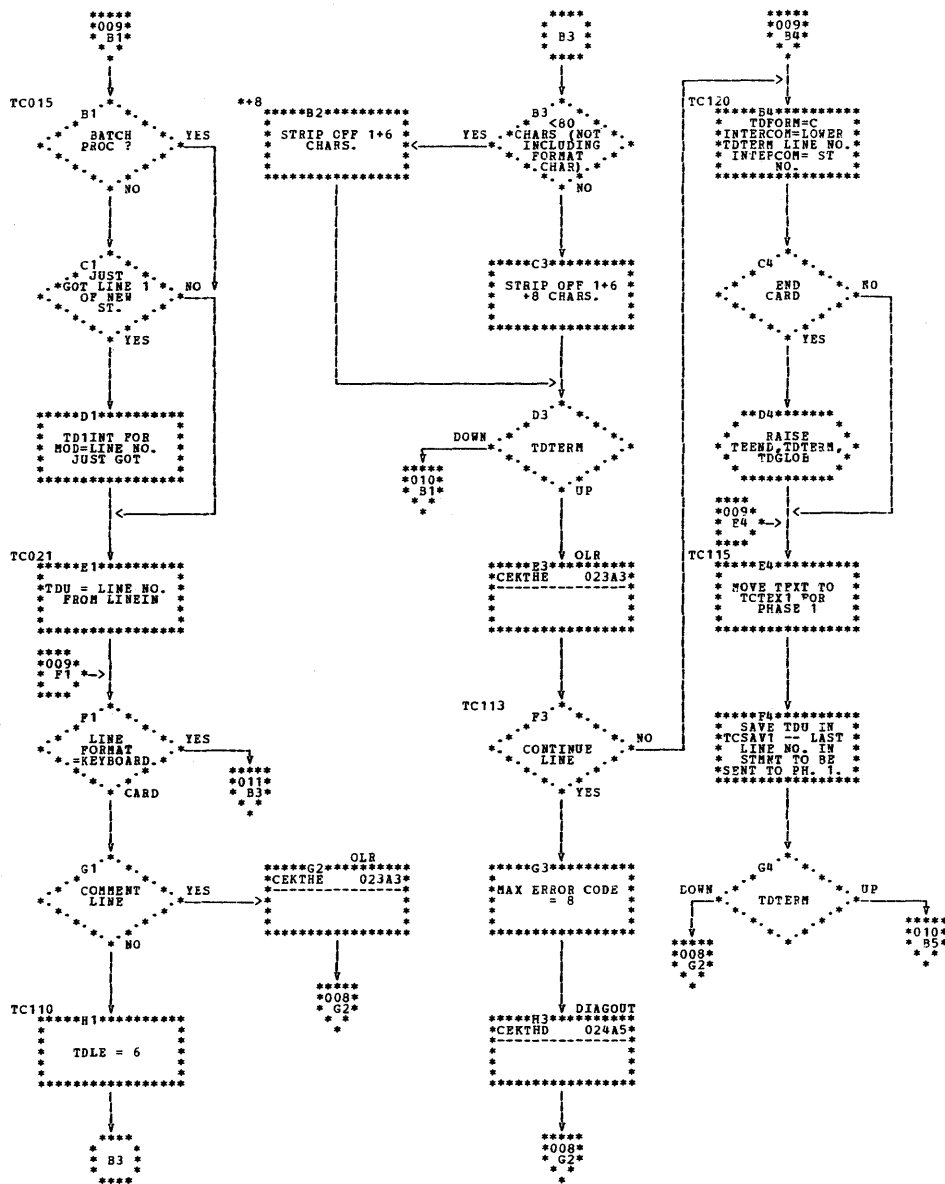 009
B1
TC015
B1
BATCH
PROC ?
YES
NO
C1
JUST
GOT LINE 1
OF NEW
ST.
NO
YES
D1
TD1INT FOR
MOD=LINE NO.
JUST GOT
TC021
E1
TDU = LINE NO.
FROM LINEIN
009
F1
F1
LINE
FORMAT
=KEYBOARD.
YES
CARD
011
B3
G1
COMMENT
LINE
YES
NO
OLR
G2
CEKTHE 023A3
008
G2
TC110
H1
TDLE = 6
B3
B3
*+8
B2
STRIP OFF 1+6
CHARS.
B3
<80
CHARS (NOT
INCLUDING
FORMAT
CHAR)
YES
NO
C3
STRIP OFF 1+6
+8 CHARS.
D3
TDTERM
DOWN
UP
010
B1
OLR
E3
CEKTHE 023A3
TC113
F3
CONTINUE
LINE
NO
YES
G3
MAX ERROR CODE
= 8
DIAGOUT
H3
CEKTHD 024A5
008
G2
009
B4
TC120
B4
TDFORM=C
INTERCOM=LOWER
TDTERM LINE NO.
INTEPCOM= ST
NO.
C4
END
CARD
NO
YES
D4
RAISE
TEEND,TDTERM,
TDGLOB
009
E4
TC115
E4
MOVE TEXT TO
TCTEX1 FOR
PHASE 1
F4
SAVE TDU IN
TCSAV1 -- LAST
LINE NO. IN
STMNT TO BE
SENT TO PH. 1.
G4
TDTERM
DOWN
UP
008
G2
010
B5